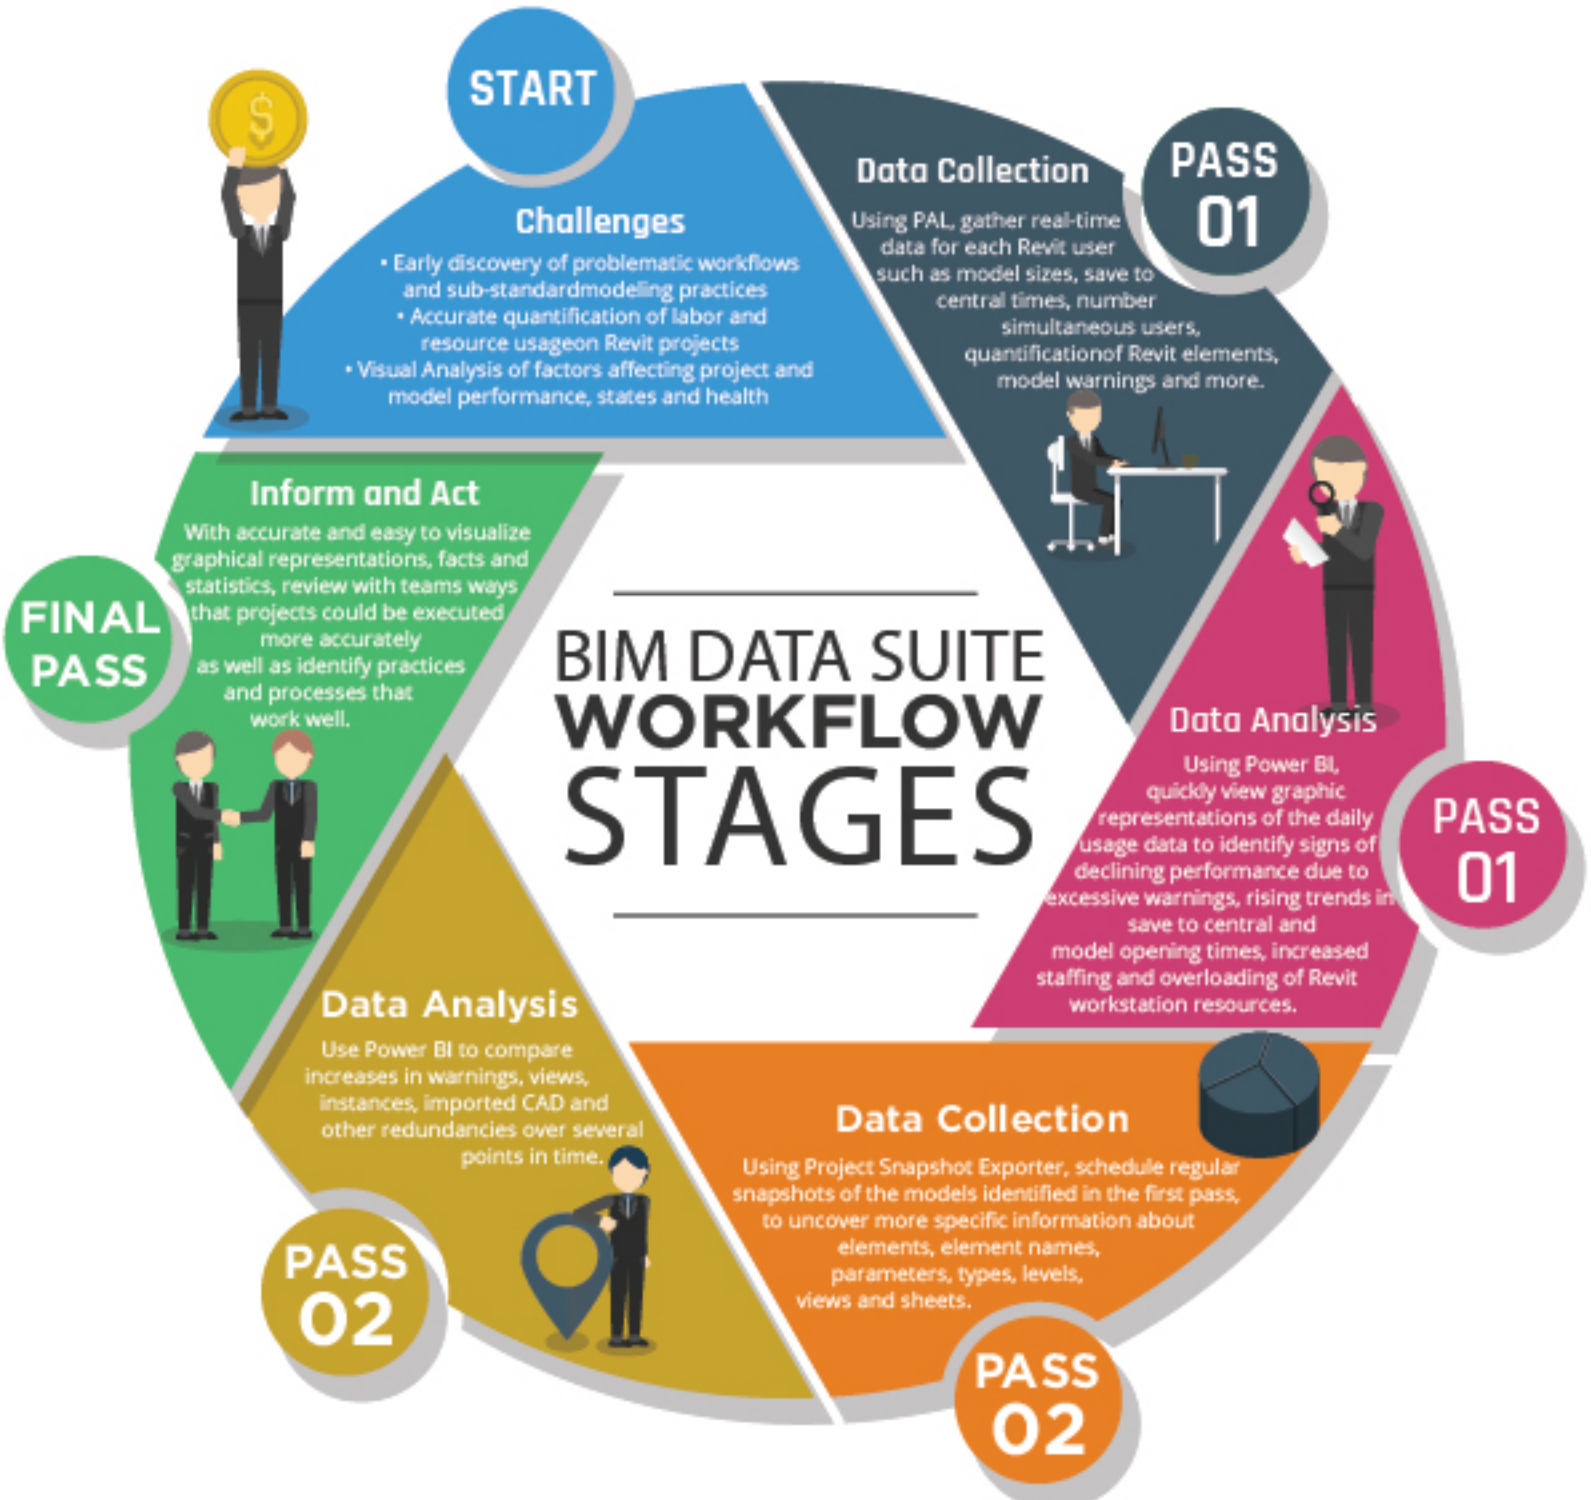 START
Challenges
• Early discovery of problematic workflows
and sub-standardmodeling practices
• Accurate quantification of labor and
resource usageon Revit projects
• Visual Analysis of factors affecting project and
model performance, states and health
PASS
01
Data Collection
Using PAL, gather real-time
data for each Revit user
such as model sizes, save to
central times, number
simultaneous users,
quantificationof Revit elements,
model warnings and more.
Data Analysis
Using Power BI,
quickly view graphic
representations of the daily
usage data to identify signs of
declining performance due to
excessive warnings, rising trends in
save to central and
model opening times, increased
staffing and overloading of Revit
workstation resources.
PASS
01
Data Collection
Using Project Snapshot Exporter, schedule regular
snapshots of the models identified in the first pass,
to uncover more specific information about
elements, element names,
parameters, types, levels,
views and sheets.
PASS
02
Data Analysis
Use Power BI to compare
increases in warnings, views,
instances, imported CAD and
other redundancies over several
points in time.
PASS
02
Inform and Act
With accurate and easy to visualize
graphical representations, facts and
statistics, review with teams ways
that projects could be executed
more accurately
as well as identify practices
and processes that
work well.
FINAL
PASS
BIM DATA SUITE
WORKFLOW
STAGES
$